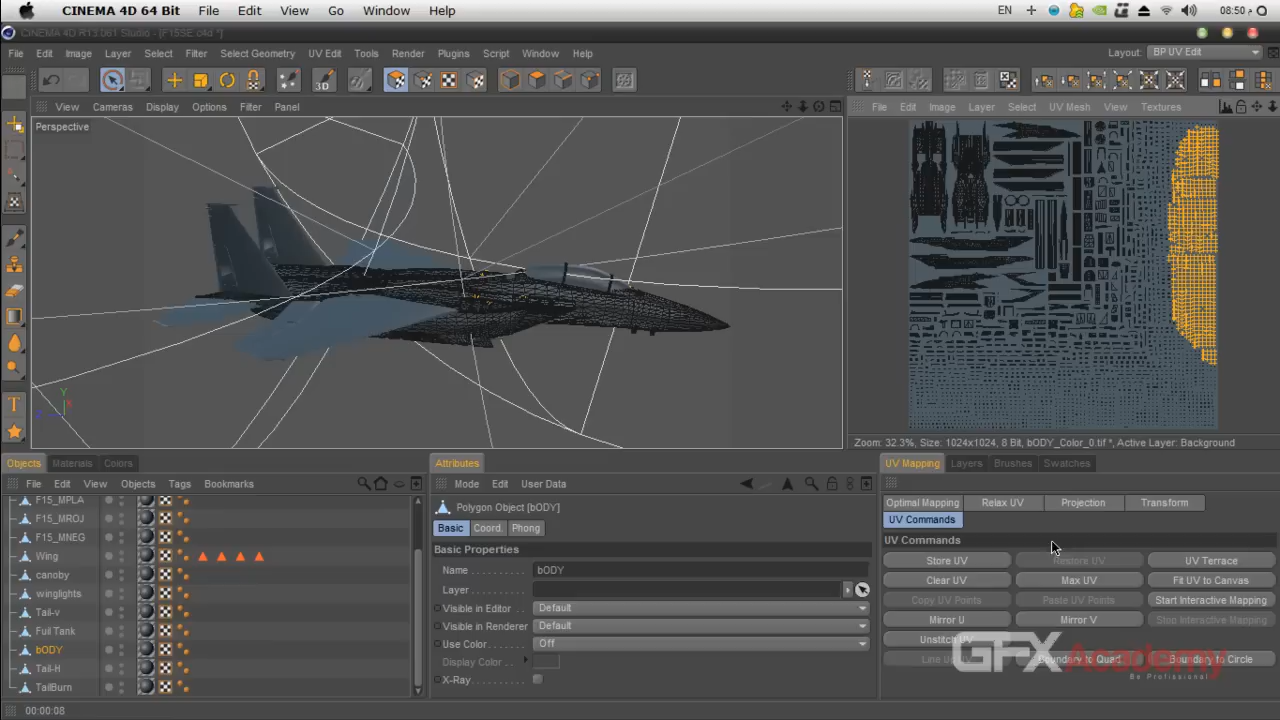 CINEMA 4D 64 Bit File Edit View Go Window Help EN 08:50 م
CINEMA 4D R13.061 Studio - [F15SE.c4d *]
File Edit Image Layer Select Filter Select Geometry UV Edit Tools Render Plugins Script Window Help Layout: BP UV Edit
3D
View Cameras Display Options Filter Panel File Edit Image Layer Select UV Mesh View Textures
Perspective
Y
X
Z
Zoom: 32.3%, Size: 1024x1024, 8 Bit, bODY_Color_0.tif *, Active Layer: Background
Objects Materials Colors Attributes UV Mapping Layers Brushes Swatches
File Edit View Objects Tags Bookmarks Mode Edit User Data
F15_MPLA
F15_MROJ
F15_MNEG
Wing
canoby
winglights
Tail-v
Full Tank
bODY
Tail-H
TailBurn
Polygon Object [bODY]
Basic Coord. Phong
Basic Properties
Name bODY
Layer
Visible in Editor Default
Visible in Renderer Default
Use Color Off
Display Color
X-Ray
Optimal Mapping Relax UV Projection Transform
UV Commands
UV Commands
Store UV Restore UV UV Terrace
Clear UV Max UV Fit UV to Canvas
Copy UV Points Paste UV Points Start Interactive Mapping
Mirror U Mirror V Stop Interactive Mapping
Unstitch UV
Line Up UV Boundary to Quad Boundary to Circle
GFX Academy
Be Profissional
00:00:08